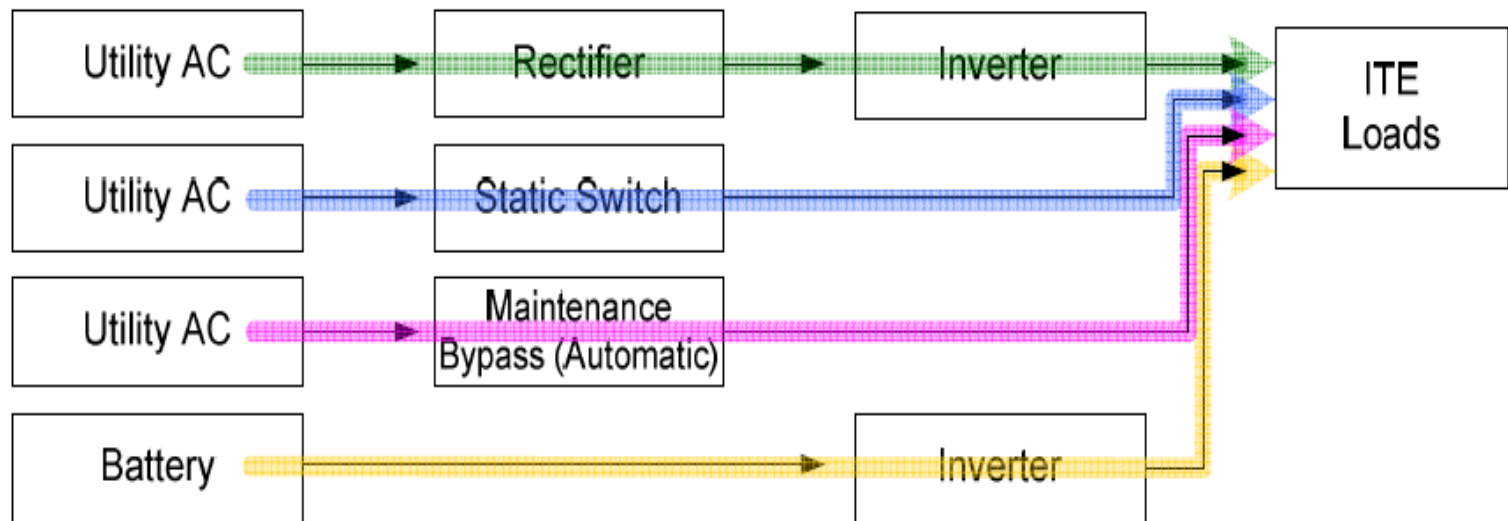 Utility AC
Rectifier
Inverter
ITE
Loads
Utility AC
Static Switch
Utility AC
Maintenance
Bypass (Automatic)
Battery
Inverter